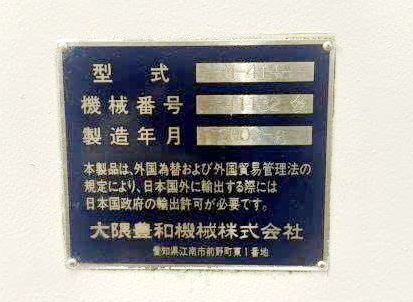 型式
機械番号
製造年月
本製品は、外国為替および外国貿易管理法の
規定により、日本国外に輸出する際には
日本国政府の輸出許可が必要です。
大隈豊和機械株式会社
愛知県江南市前野町東1番地